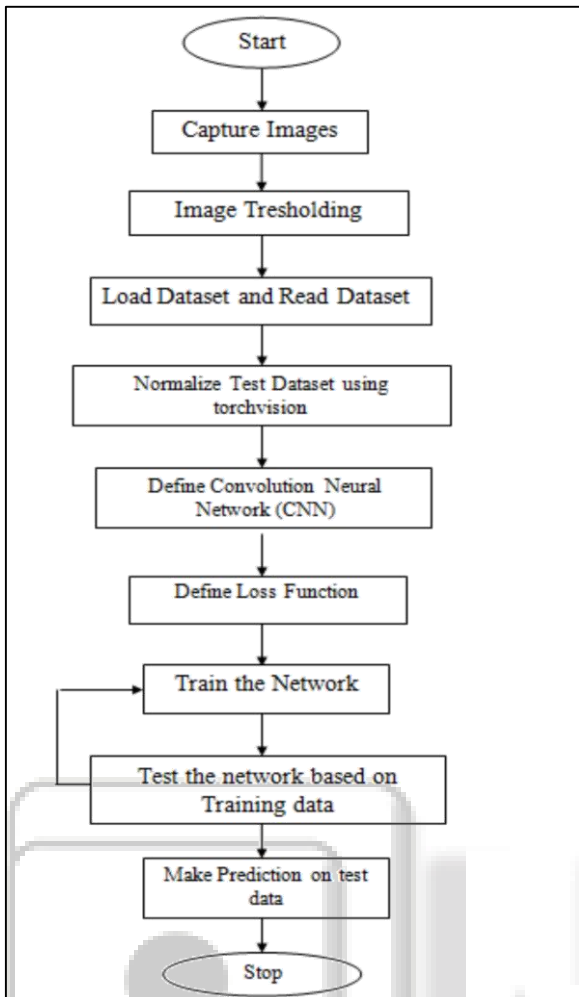 Start
Capture Images
Image Tresholding
Load Dataset and Read Dataset
Normalize Test Dataset using
torchvision
Define Convolution Neural
Network (CNN)
Define Loss Function
Train the Network
Test the network based on
Training data
Make Prediction on test
data
Stop